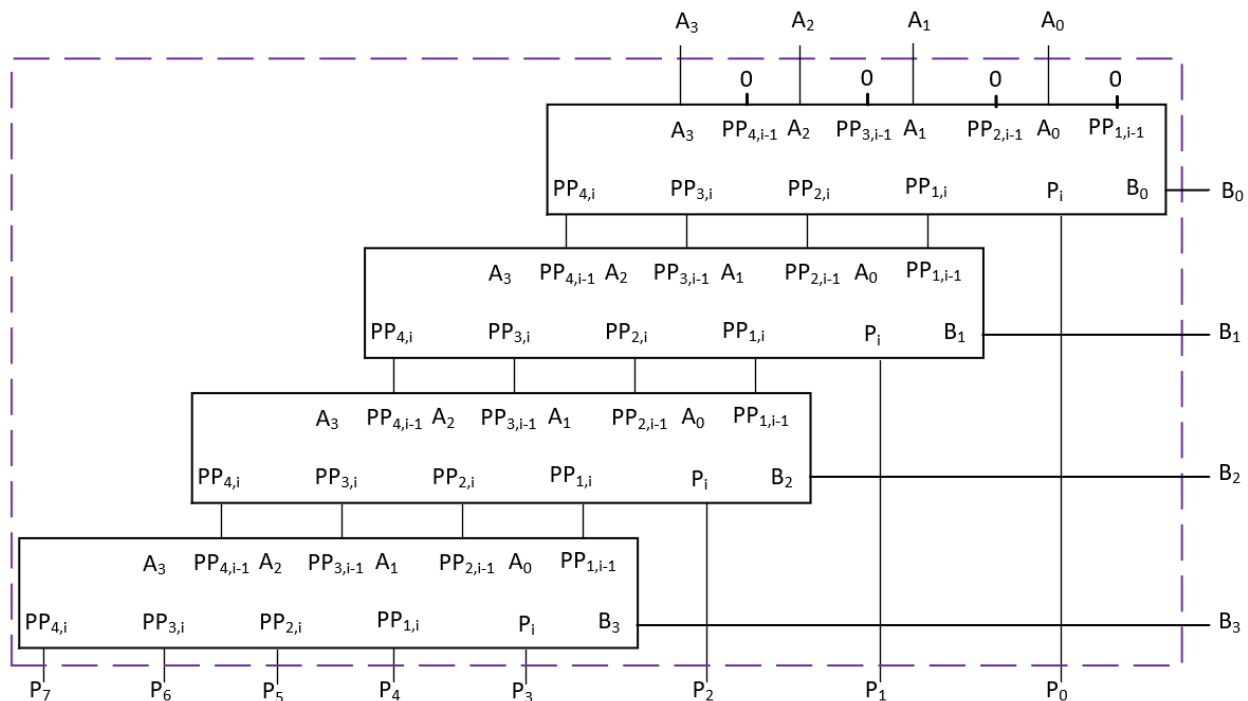 A₃ A₂ A₁ A₀
0 0 0 0
A₃ PP₄,ᵢ₋₁ A₂ PP₃,ᵢ₋₁ A₁ PP₂,ᵢ₋₁ A₀ PP₁,ᵢ₋₁
PP₄,ᵢ PP₃,ᵢ PP₂,ᵢ PP₁,ᵢ Pᵢ B₀ B₀
A₃ PP₄,ᵢ₋₁ A₂ PP₃,ᵢ₋₁ A₁ PP₂,ᵢ₋₁ A₀ PP₁,ᵢ₋₁
PP₄,ᵢ PP₃,ᵢ PP₂,ᵢ PP₁,ᵢ Pᵢ B₁ B₁
A₃ PP₄,ᵢ₋₁ A₂ PP₃,ᵢ₋₁ A₁ PP₂,ᵢ₋₁ A₀ PP₁,ᵢ₋₁
PP₄,ᵢ PP₃,ᵢ PP₂,ᵢ PP₁,ᵢ Pᵢ B₂ B₂
A₃ PP₄,ᵢ₋₁ A₂ PP₃,ᵢ₋₁ A₁ PP₂,ᵢ₋₁ A₀ PP₁,ᵢ₋₁
PP₄,ᵢ PP₃,ᵢ PP₂,ᵢ PP₁,ᵢ Pᵢ B₃ B₃
P₇ P₆ P₅ P₄ P₃ P₂ P₁ P₀